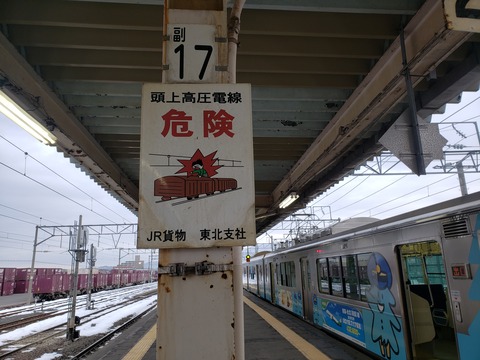 副
17
頭上高圧電線
危険
JR貨物 東北支社